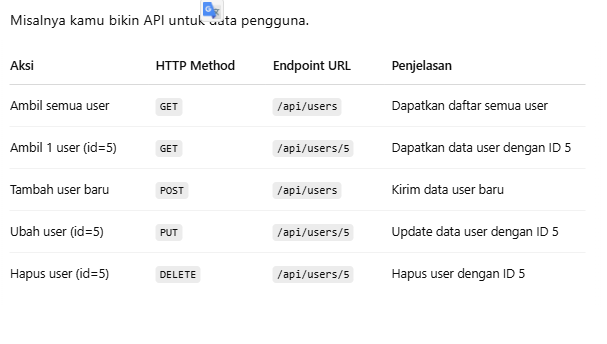 Misalnya kamu bikin API untuk data pengguna.
Aksi HTTP Method Endpoint URL Penjelasan
Ambil semua user GET /api/users Dapatkan daftar semua user
Ambil 1 user (id=5) GET /api/users/5 Dapatkan data user dengan ID 5
Tambah user baru POST /api/users Kirim data user baru
Ubah user (id=5) PUT /api/users/5 Update data user dengan ID 5
Hapus user (id=5) DELETE /api/users/5 Hapus user dengan ID 5